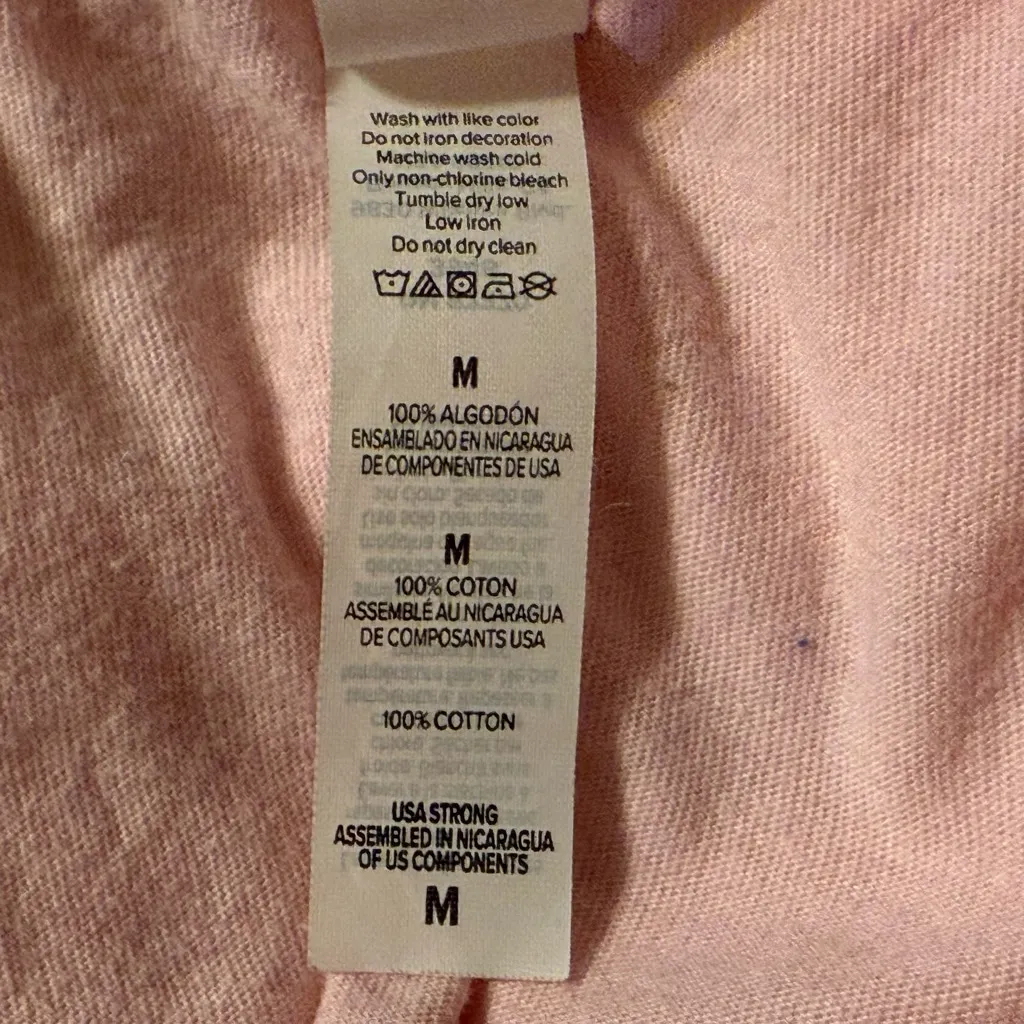 Wash with like color
Do not iron decoration
Machine wash cold
Only non-chlorine bleach
Tumble dry low
Low Iron
Do not dry clean
M
100% ALGODÓN
ENSAMBLADO EN NICARAGUA
DE COMPONENTES DE USA
M
100% COTON
ASSEMBLÉ AU NICARAGUA
DE COMPOSANTS USA
100% COTTON
USA STRONG
ASSEMBLED IN NICARAGUA
OF US COMPONENTS
M